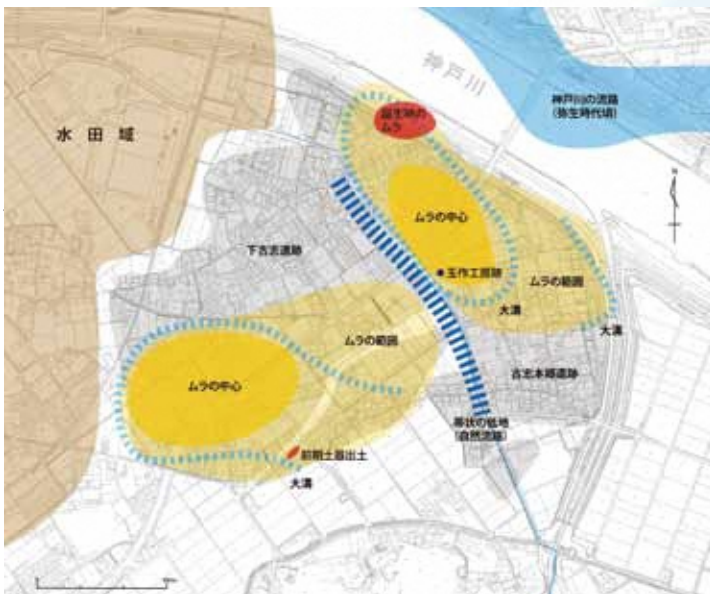 神戸川
神戸川の流路
(弥生時代頃)
水田域
誕生時の
ムラ
ムラの中心
下古志遺跡
玉作工房跡
ムラの範囲
大溝
大溝
ムラの範囲
古志本郷遺跡
ムラの中心
帯状の低地
(自然流路)
前期土器出土
大溝
N